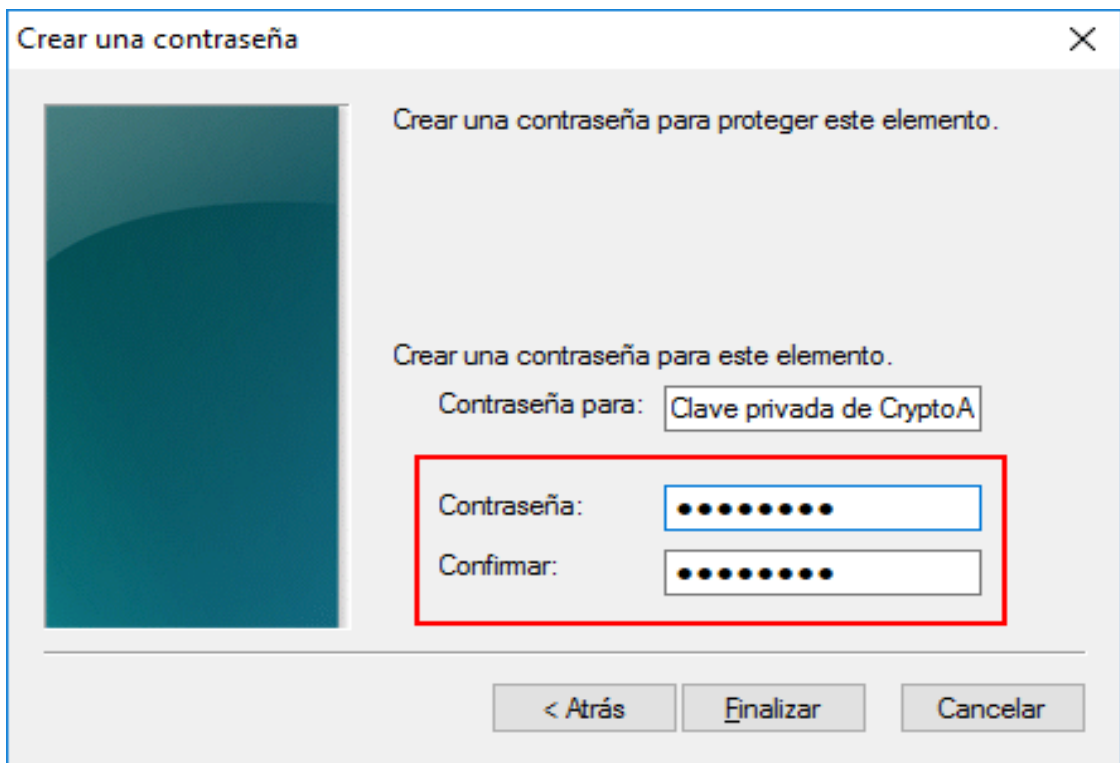 Crear una contraseña
Crear una contraseña para proteger este elemento.
Crear una contraseña para este elemento.
Contraseña para: Clave privada de CryptoA
Contraseña: ●●●●●●●●
Confirmar: ●●●●●●●●
< Atrás Finalizar Cancelar